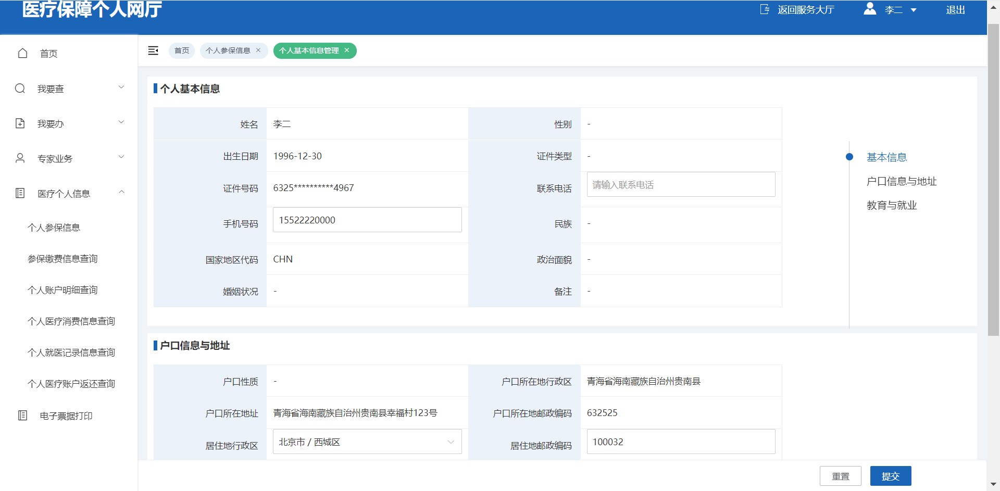 医疗保障个人网厅
返回服务大厅 李二 退出
首页
我要查
我要办
专家业务
医疗个人信息
个人参保信息
参保缴费信息查询
个人账户明细查询
个人医疗消费信息查询
个人就医记录信息查询
个人医疗账户返还查询
电子票据打印
首页 个人参保信息 × 个人基本信息管理 ×
个人基本信息
姓名 李二 性别 -
出生日期 1996-12-30 证件类型 -
证件号码 6325**********4967 联系电话 请输入联系电话
手机号码 15522220000 民族 -
国家地区代码 CHN 政治面貌 -
婚姻状况 - 备注 -
基本信息
户口信息与地址
教育与就业
户口信息与地址
户口性质 - 户口所在地行政区 青海省海南藏族自治州贵南县
户口所在地址 青海省海南藏族自治州贵南县幸福村123号 户口所在地邮政编码 632525
居住地行政区 北京市 / 西城区 居住地邮政编码 100032
重置 提交